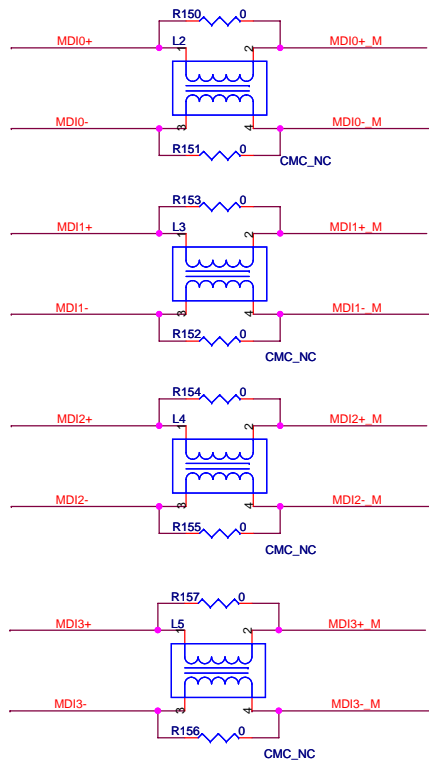 R150 0
MDI0+ L2 MDI0+_M
1 2
MDI0- MDI0-_M
3 4
R151 0
CMC_NC
R153 0
MDI1+ L3 MDI1+_M
1 2
MDI1- MDI1-_M
3 4
R152 0
CMC_NC
R154 0
MDI2+ L4 MDI2+_M
1 2
MDI2- MDI2-_M
3 4
R155 0
CMC_NC
R157 0
MDI3+ L5 MDI3+_M
1 2
MDI3- MDI3-_M
3 4
R156 0
CMC_NC